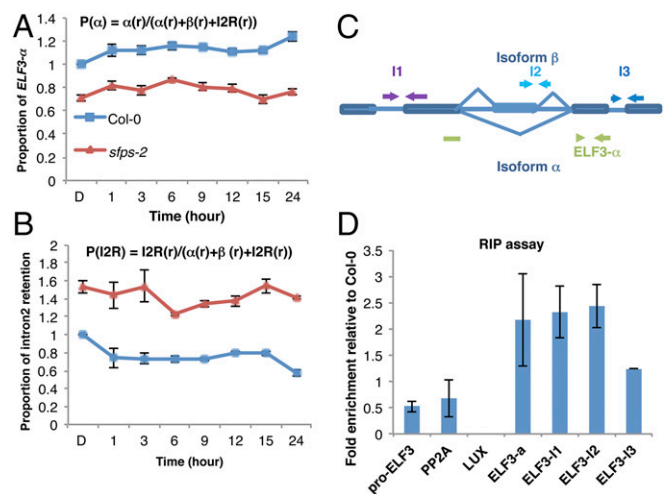 A
P(α) = α(r)/(α(r)+β(r)+I2R(r))
Proportion of ELF3-α
1.4
1.2
1
0.8
0.6
0.4
0.2
0
Col-0
sfps-2
D 1 3 6 9 12 15 24
Time (hour)
B
P(I2R) = I2R(r)/(α(r)+β (r)+I2R(r))
Proportion of intron2 retention
2
1.8
1.6
1.4
1.2
1
0.8
0.6
0.4
0.2
0
D 1 3 6 9 12 15 24
Time (hour)
C
Isoform β
I1
I2
I3
ELF3-α
Isoform α
D
RIP assay
Fold enrichment relative to Col-0
3.5
3
2.5
2
1.5
1
0.5
0
pro-ELF3 PP2A LUX ELF3-a ELF3-I1 ELF3-I2 ELF3-I3